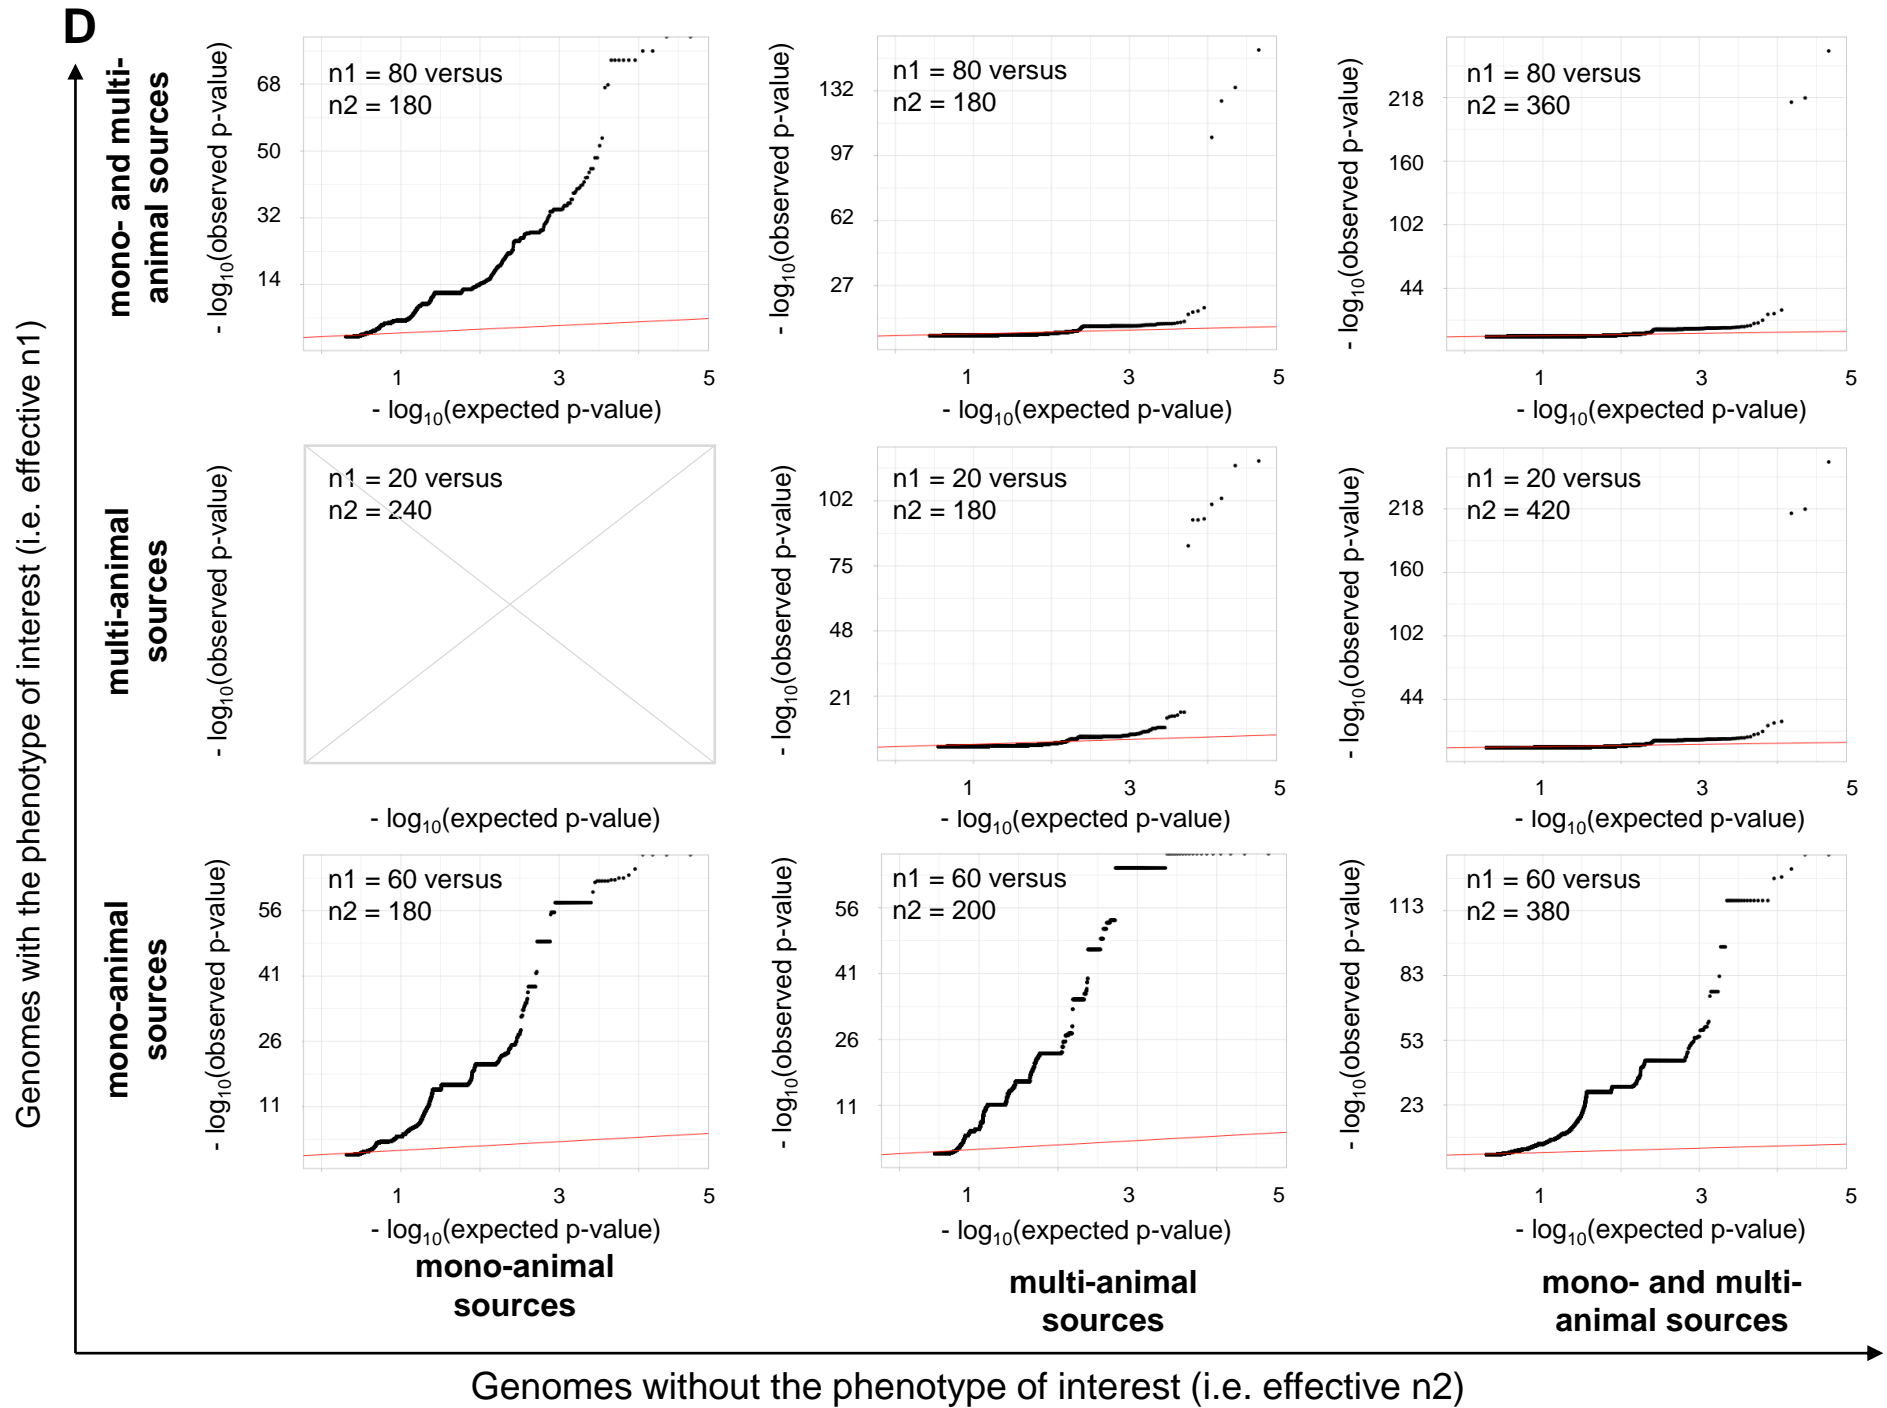 D
Genomes with the phenotype of interest (i.e. effective n1)
mono- and multi-
animal sources
- log10(observed p-value)
n1 = 80 versus
n2 = 180
68
50
32
14
1 3 5
- log10(expected p-value)
- log10(observed p-value)
n1 = 80 versus
n2 = 180
132
97
62
27
1 3 5
- log10(expected p-value)
- log10(observed p-value)
n1 = 80 versus
n2 = 360
218
160
102
44
1 3 5
- log10(expected p-value)
multi-animal
sources
- log10(observed p-value)
n1 = 20 versus
n2 = 240
- log10(expected p-value)
- log10(observed p-value)
n1 = 20 versus
n2 = 180
102
75
48
21
1 3 5
- log10(expected p-value)
- log10(observed p-value)
n1 = 20 versus
n2 = 420
218
160
102
44
1 3 5
- log10(expected p-value)
mono-animal
sources
- log10(observed p-value)
n1 = 60 versus
n2 = 180
56
41
26
11
1 3 5
- log10(expected p-value)
mono-animal
sources
- log10(observed p-value)
n1 = 60 versus
n2 = 200
56
41
26
11
1 3 5
- log10(expected p-value)
multi-animal
sources
- log10(observed p-value)
n1 = 60 versus
n2 = 380
113
83
53
23
1 3 5
- log10(expected p-value)
mono- and multi-
animal sources
Genomes without the phenotype of interest (i.e. effective n2)